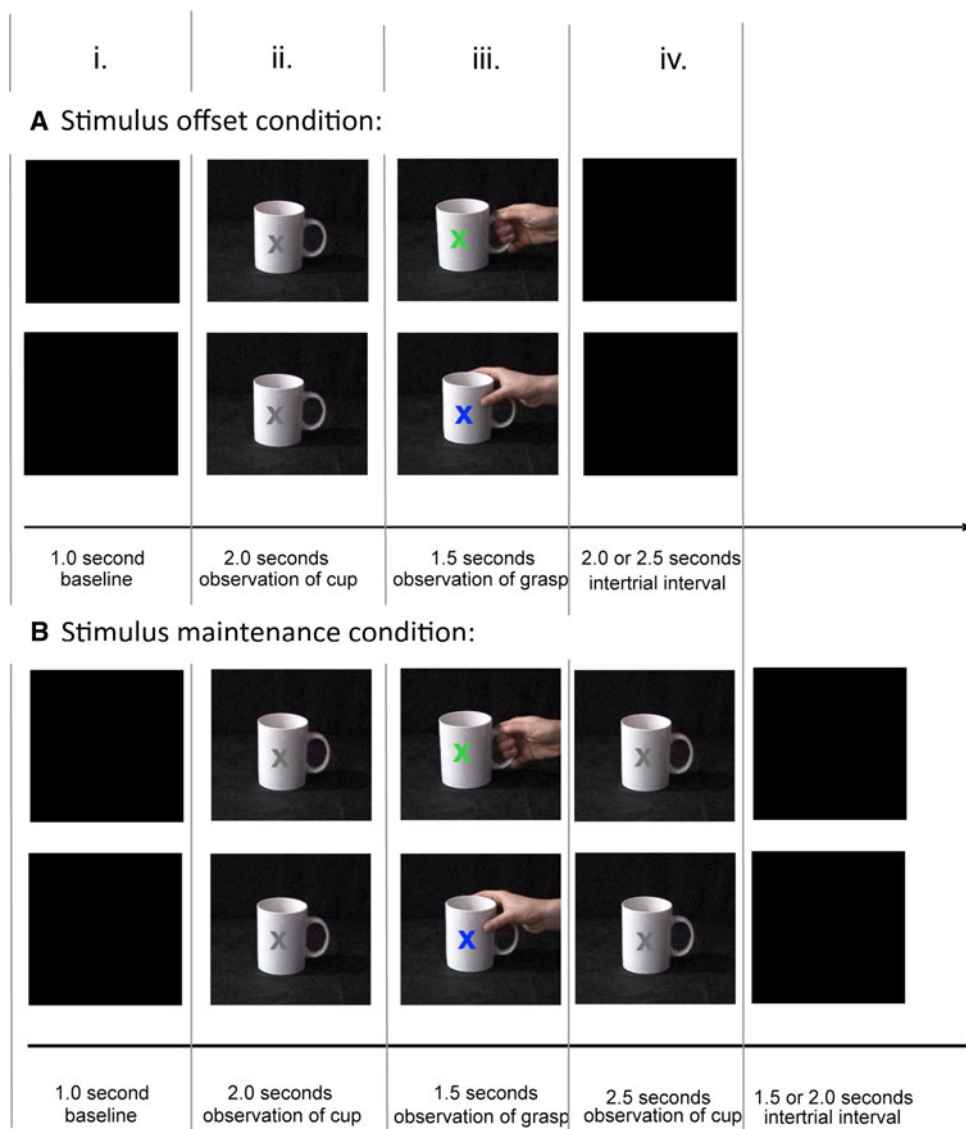 i. ii. iii. iv.
A Stimulus offset condition:
X X
X X
1.0 second 2.0 seconds 1.5 seconds 2.0 or 2.5 seconds
baseline observation of cup observation of grasp intertrial interval
B Stimulus maintenance condition:
X X X
X X X
1.0 second 2.0 seconds 1.5 seconds 2.5 seconds 1.5 or 2.0 seconds
baseline observation of cup observation of grasp observation of cup intertrial interval